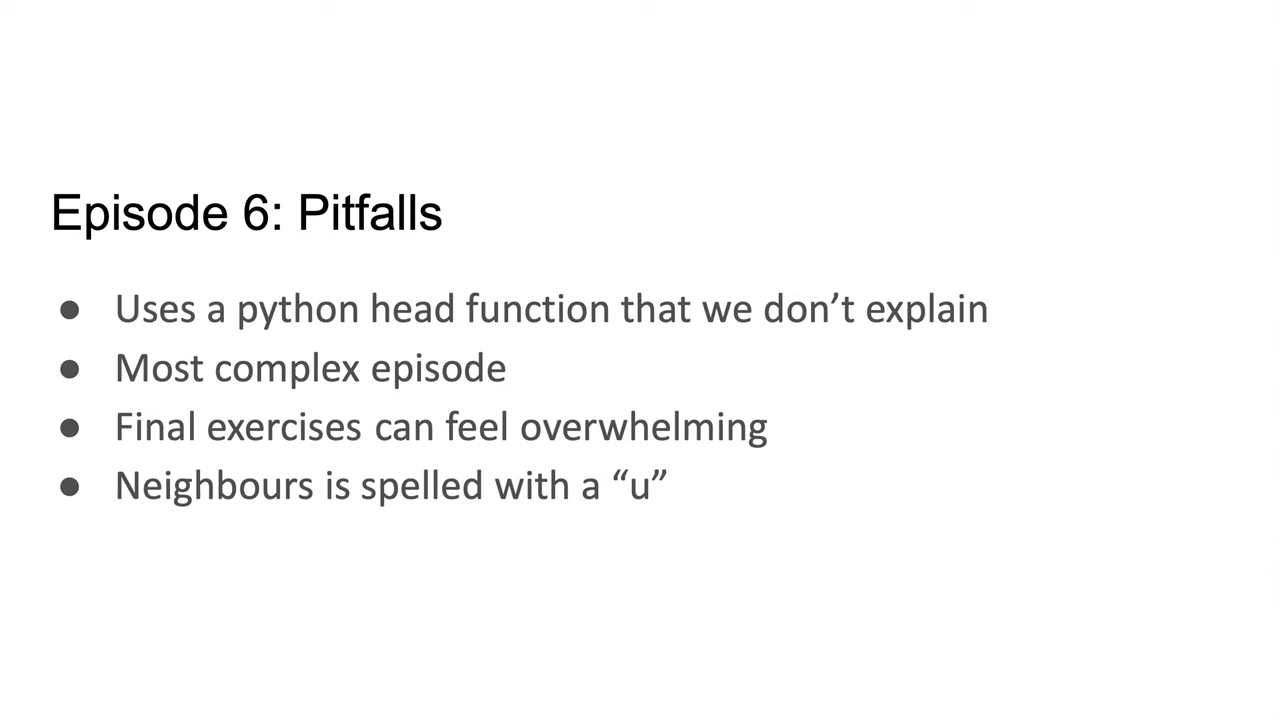 Episode 6: Pitfalls
● Uses a python head function that we don’t explain
● Most complex episode
● Final exercises can feel overwhelming
● Neighbours is spelled with a “u”